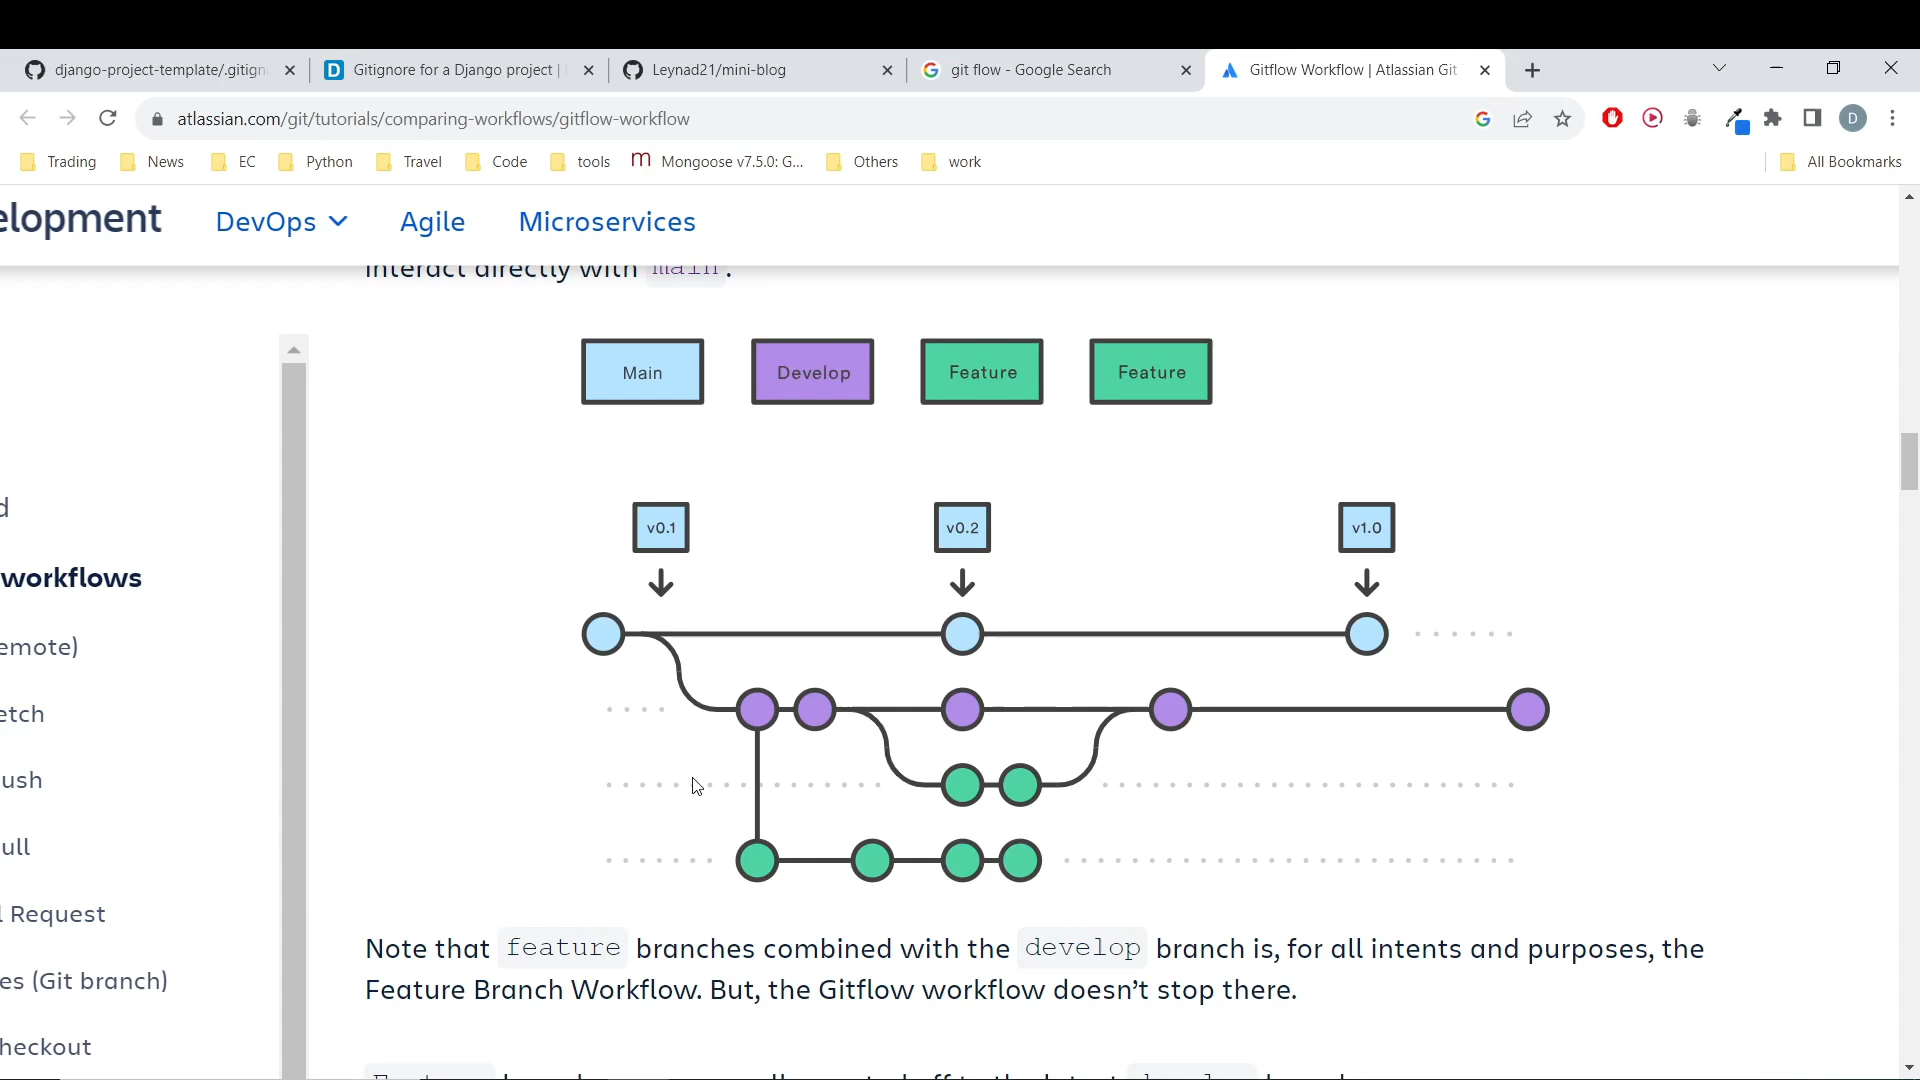 django-project-template/.gitign
Gitignore for a Django project |
Leynad21/mini-blog
git flow - Google Search
Gitflow Workflow | Atlassian Git
atlassian.com/git/tutorials/comparing-workflows/gitflow-workflow
D
Trading
News
EC
Python
Travel
Code
tools
Mongoose v7.5.0: G...
Others
work
All Bookmarks
elopment
DevOps
Agile
Microservices
interact directly with main.
Main
Develop
Feature
Feature
v0.1
v0.2
v1.0
d
workflows
emote)
etch
ush
ull
l Request
es (Git branch)
heckout
Note that feature branches combined with the develop branch is, for all intents and purposes, the
Feature Branch Workflow. But, the Gitflow workflow doesn't stop there.